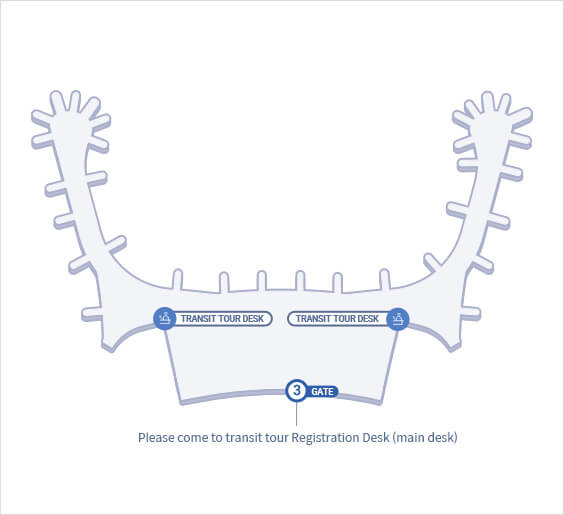 TRANSIT TOUR DESK
TRANSIT TOUR DESK
3 GATE
Please come to transit tour Registration Desk (main desk)